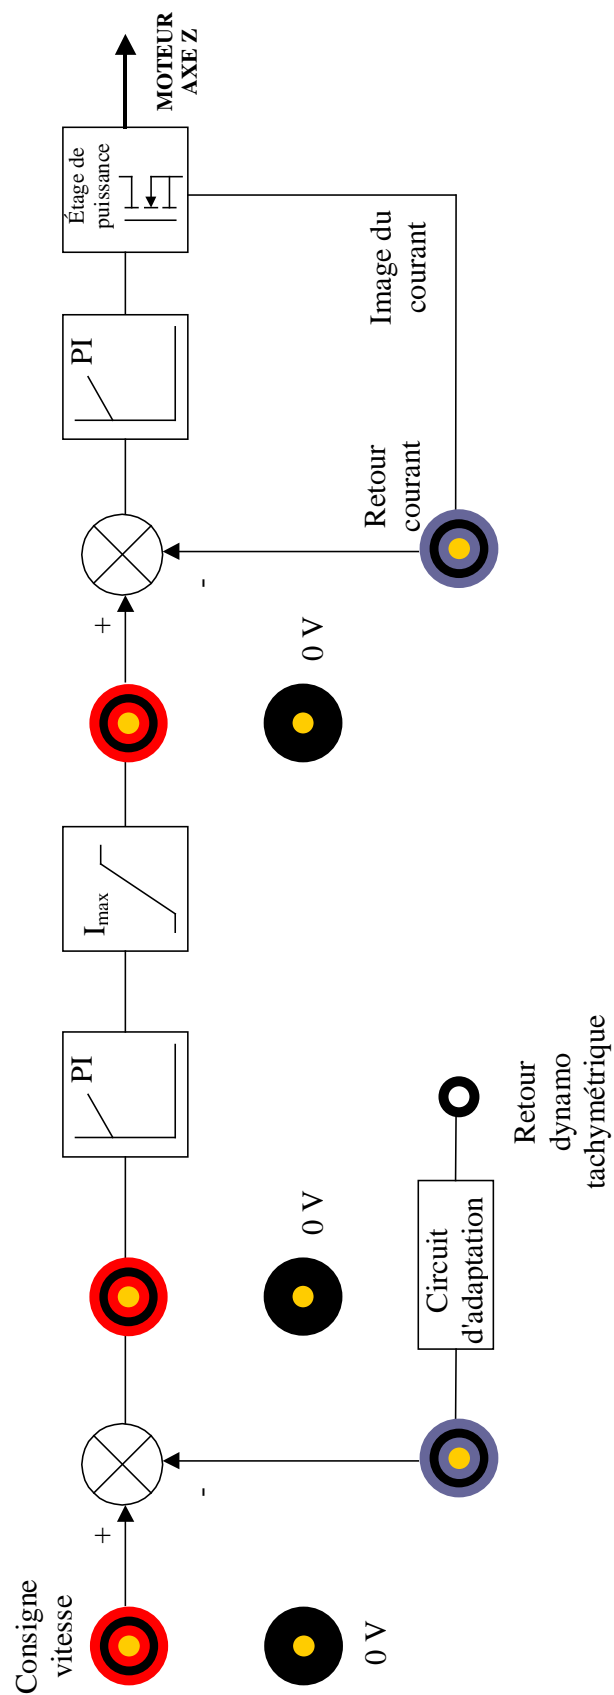 Consigne
vitesse
0 V
+
-
0 V
Circuit
d'adaptation
Retour
dynamo
tachymétrique
PI
I max
0 V
+
-
Retour
courant
PI
Image du
courant
Étage de
puissance
MOTEUR
AXE Z